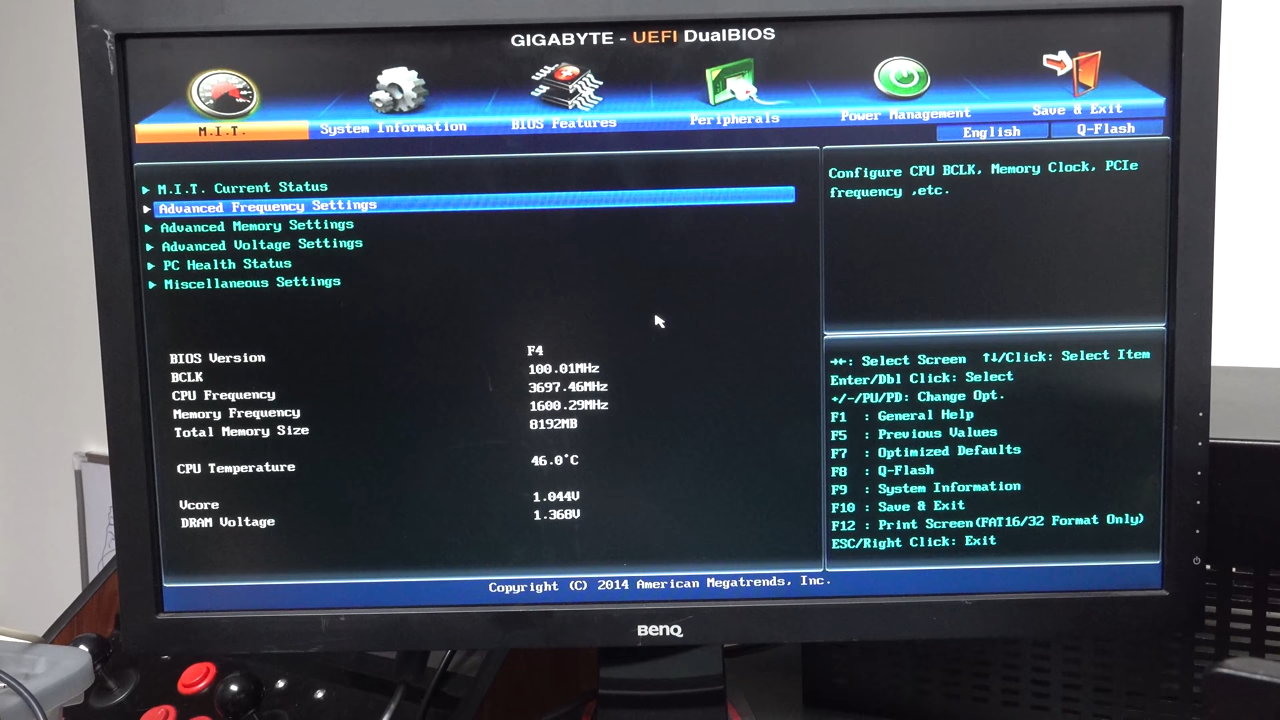 GIGABYTE - UEFI DualBIOS
M.I.T.
System Information
BIOS Features
Peripherals
Power Management
Save & Exit
English
Q-Flash
M.I.T. Current Status
Advanced Frequency Settings
Advanced Memory Settings
Advanced Voltage Settings
PC Health Status
Miscellaneous Settings
BIOS Version F4
BCLK 100.01MHz
CPU Frequency 3697.46MHz
Memory Frequency 1600.29MHz
Total Memory Size 8192MB
CPU Temperature 46.0°C
Vcore 1.044V
DRAM Voltage 1.368V
Configure CPU BCLK, Memory Clock, PCIe
frequency ,etc.
→←: Select Screen ↑↓/Click: Select Item
Enter/Dbl Click: Select
+/-/PU/PD: Change Opt.
F1 : General Help
F5 : Previous Values
F7 : Optimized Defaults
F8 : Q-Flash
F9 : System Information
F10 : Save & Exit
F12 : Print Screen(FAT16/32 Format Only)
ESC/Right Click: Exit
Copyright (C) 2014 American Megatrends, Inc.
BenQ